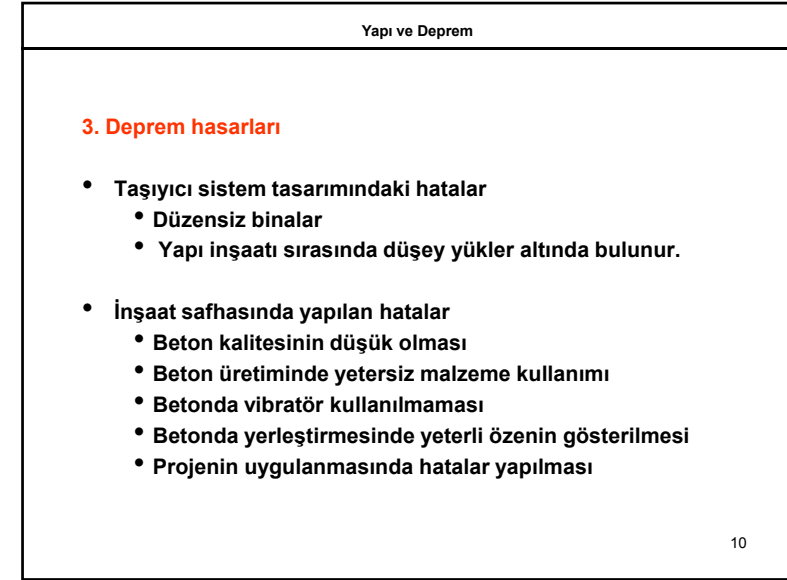 Yapı ve Deprem
3. Deprem hasarları
• Taşıyıcı sistem tasarımındaki hatalar
• Düzensiz binalar
• Yapı inşaatı sırasında düşey yükler altında bulunur.
• İnşaat safhasında yapılan hatalar
• Beton kalitesinin düşük olması
• Beton üretiminde yetersiz malzeme kullanımı
• Betonda vibratör kullanılmaması
• Betonda yerleştirmesinde yeterli özenin gösterilmesi
• Projenin uygulanmasında hatalar yapılması
10